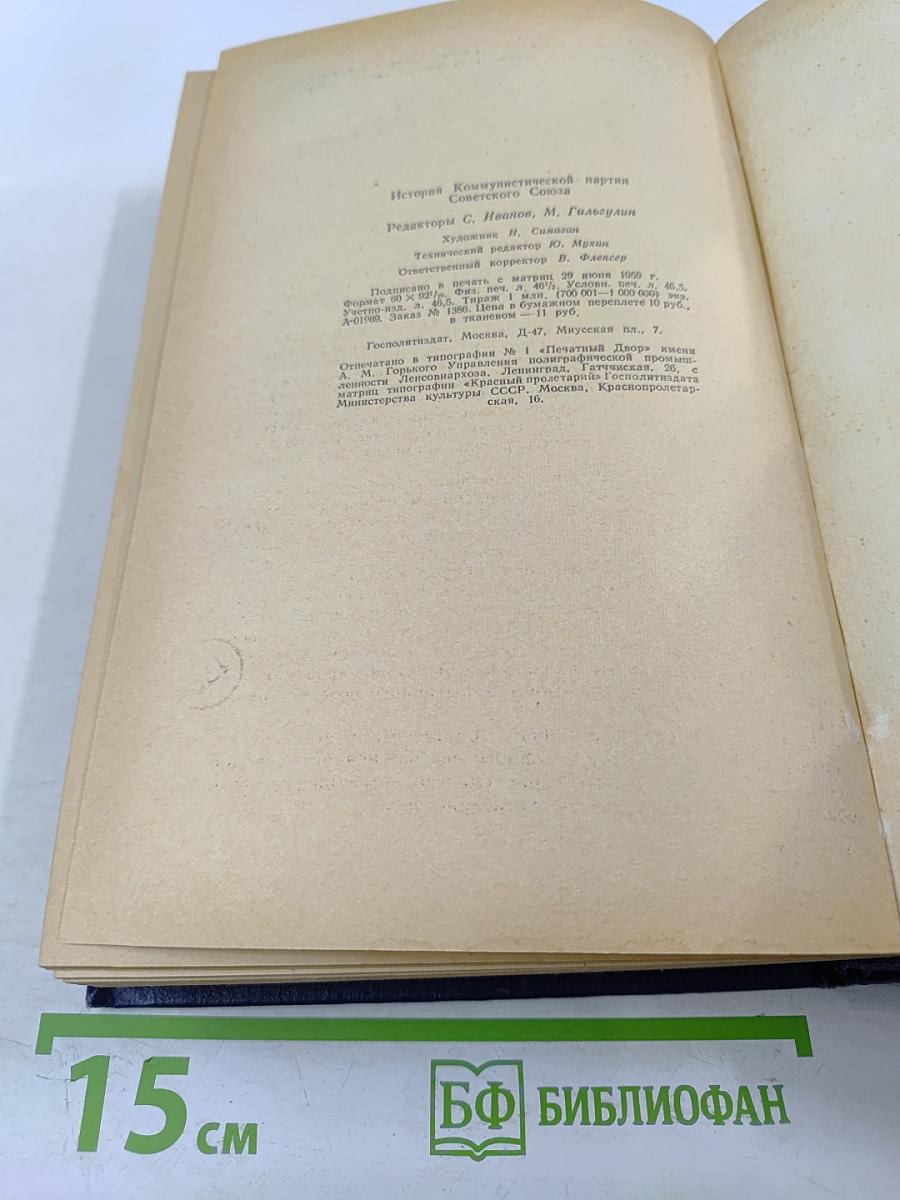 История Коммунистической партии
Советского Союза
Редакторы С. Иванов, М. Гильгулин
Художник Н. Симагин
Технический редактор Ю. Мухин
Ответственный корректор В. Флексер
Подписано в печать с матриц 29 июня 1959 г.
Формат 60 × 92¹/₁₆. Физ. печ. л. 46¹/₂. Условн. печ. л. 46,5.
Учетно-изд. л. 46,5. Тираж 1 млн. (700 001—1 000 000) экз.
А-01969. Заказ № 1386. Цена в бумажном переплете 10 руб.,
в тканевом — 11 руб.
Госполитиздат, Москва, Д-47, Миусская пл., 7.
Отпечатано в типографии № 1 «Печатный Двор» имени
А. М. Горького Управления полиграфической промыш-
ленности Ленсовнархоза. Ленинград, Гатчинская, 26, с
матриц типографии «Красный пролетарий» Госполитиздата
Министерства культуры СССР. Москва, Краснопролетар-
ская, 16.
15 см
БФ БИБЛИОФАН